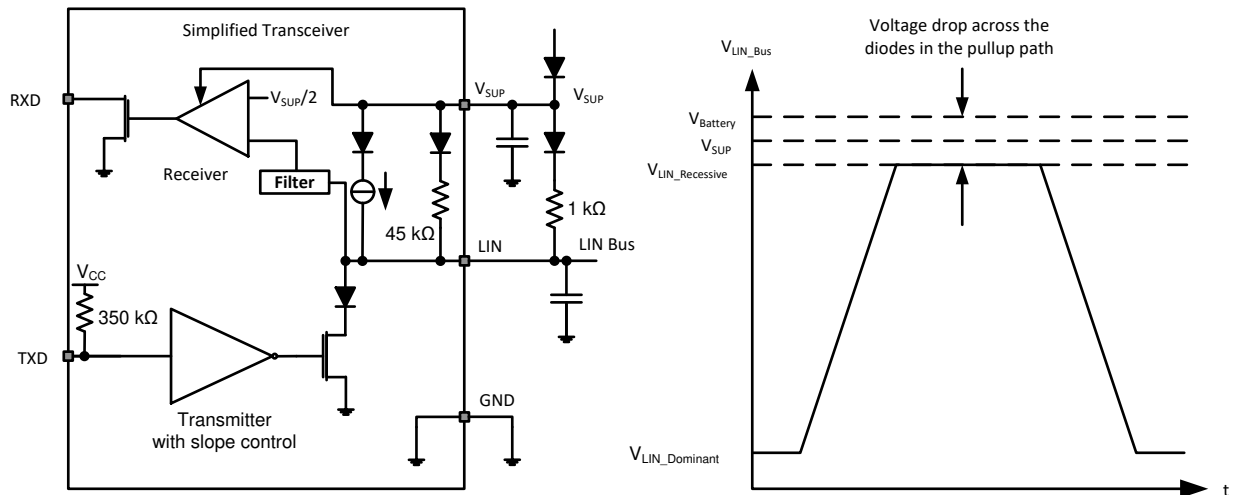 Simplified Transceiver
RXD
V_SUP/2
Receiver
Filter
45 kΩ
V_CC
350 kΩ
TXD
Transmitter
with slope control
V_SUP
V_SUP
1 kΩ
LIN
LIN Bus
GND
Voltage drop across the
diodes in the pullup path
V_LIN_Bus
V_Battery
V_SUP
V_LIN_Recessive
V_LIN_Dominant
t